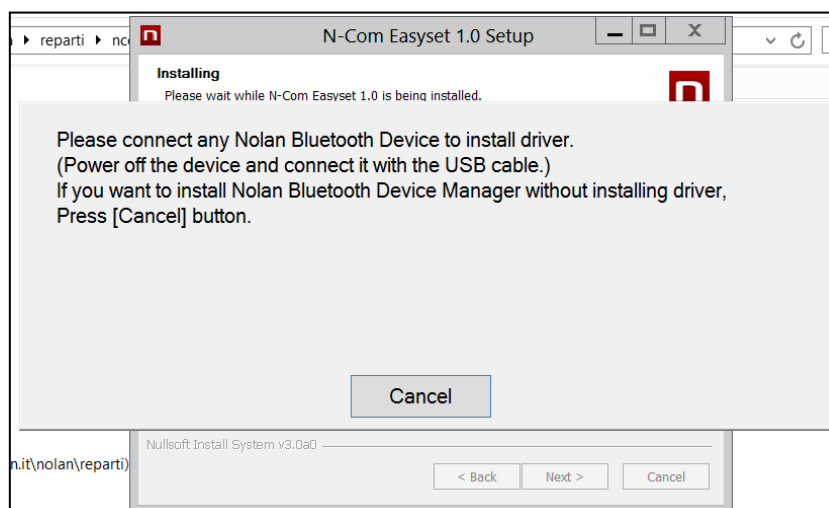 reparti
N-Com Easyset 1.0 Setup
Installing
Please wait while N-Com Easyset 1.0 is being installed.
Please connect any Nolan Bluetooth Device to install driver.
(Power off the device and connect it with the USB cable.)
If you want to install Nolan Bluetooth Device Manager without installing driver,
Press [Cancel] button.
Cancel
Nullsoft Install System v3.0a0
n.it\nolan\reparti)
< Back Next > Cancel